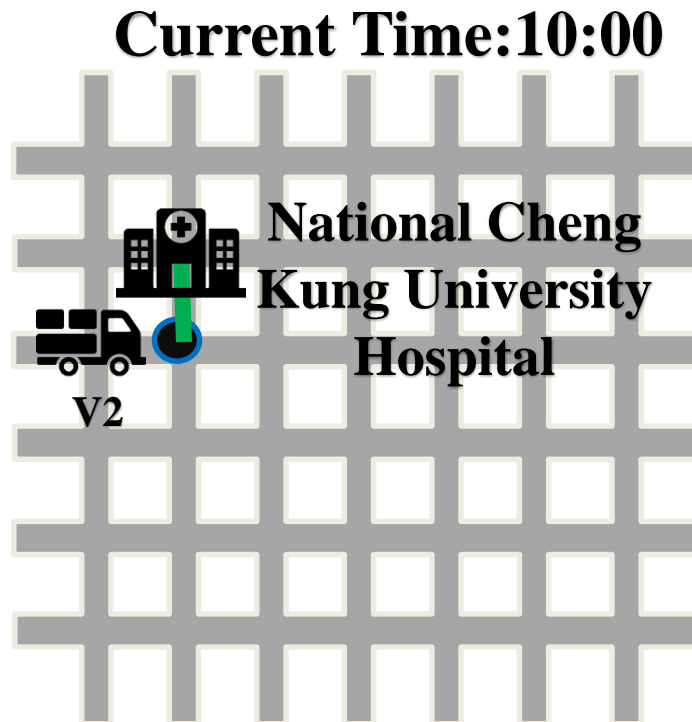 Current Time:10:00
National Cheng
Kung University
Hospital
V2